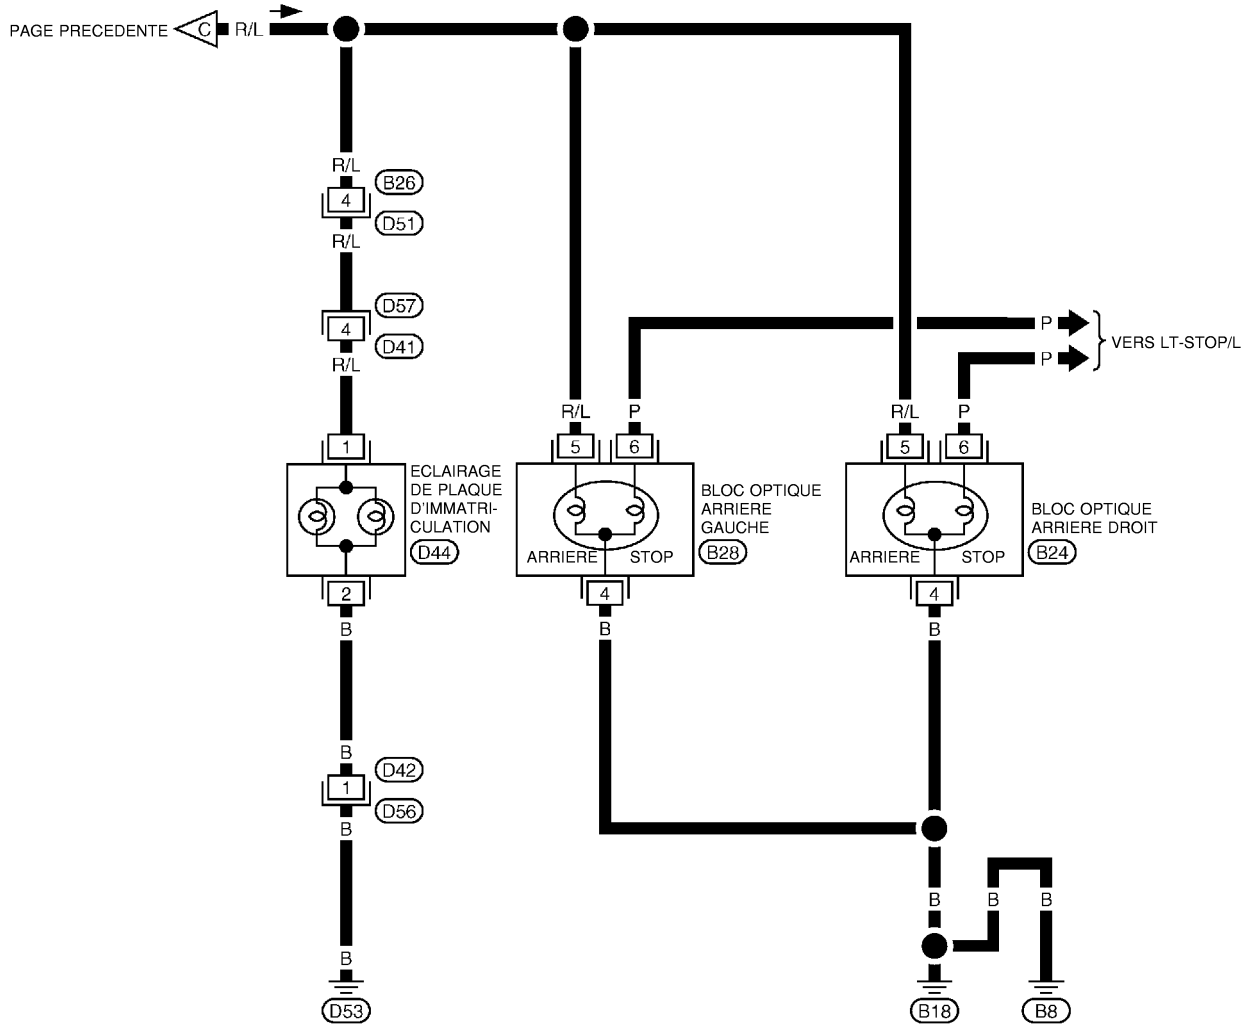 PAGE PRECEDENTE C R/L
R/L
4 B26
D51
R/L
D57
4
D41
R/L
P
P
VERS LT-STOP/L
R/L P
R/L P
1
5 6
5 6
ECLAIRAGE
DE PLAQUE
D'IMMATRI-
CULATION
D44
BLOC OPTIQUE
ARRIERE
GAUCHE
B28
ARRIERE STOP
BLOC OPTIQUE
ARRIERE DROIT
B24
ARRIERE STOP
2
4
4
B
B
B
B
D42
1
D56
B
B
B
B
B
D53
B18
B8